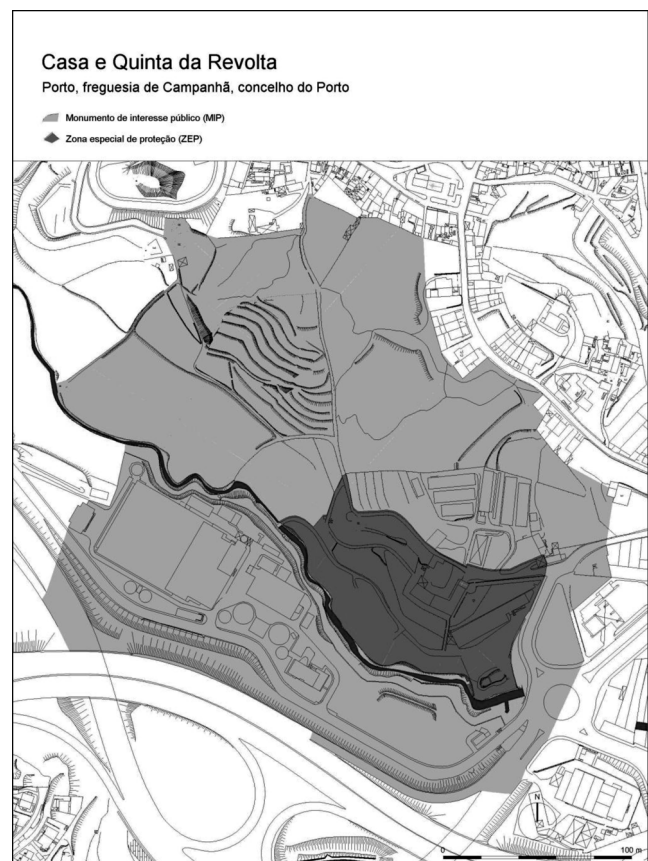 Casa e Quinta da Revolta
Porto, freguesia de Campanhã, concelho do Porto
Monumento de interesse público (MIP)
Zona especial de proteção (ZEP)
N
0 100 m